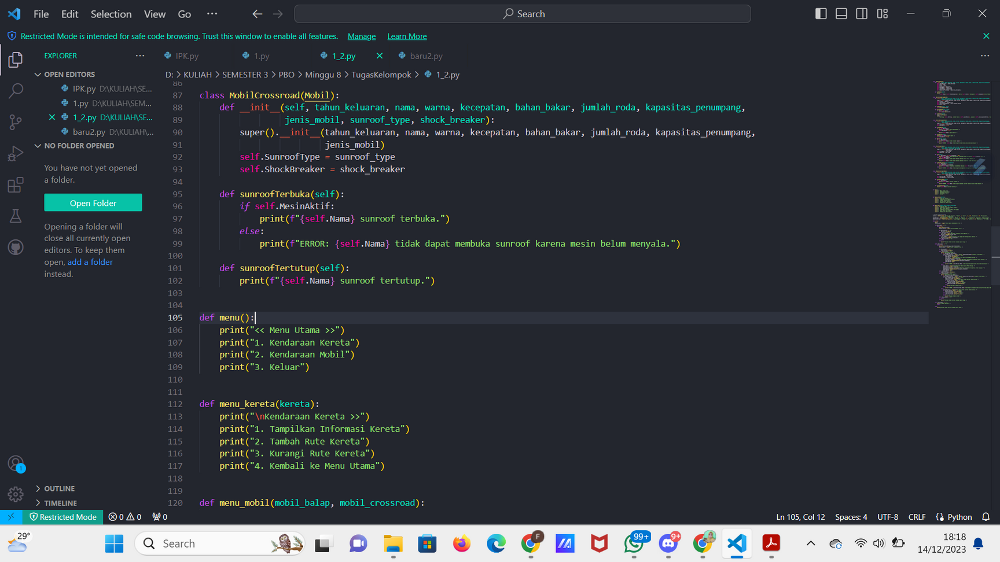 File Edit Selection View Go ··· Search
Restricted Mode is intended for safe code browsing. Trust this window to enable all features. Manage Learn More
EXPLORER
IPK.py 1.py 1_2.py baru2.py
D: > KULIAH > SEMESTER 3 > PBO > Minggu 8 > TugasKelompok > 1_2.py
OPEN EDITORS
IPK.py D:\KULIAH\SE...
1.py D:\KULIAH\SEM...
1_2.py D:\KULIAH\SE...
baru2.py D:\KULIAH\...
NO FOLDER OPENED
You have not yet opened
a folder.
Open Folder
Opening a folder will
close all currently open
editors. To keep them
open, add a folder
instead.
OUTLINE
TIMELINE
86
87 class MobilCrossroad(Mobil):
88     def __init__(self, tahun_keluaran, nama, warna, kecepatan, bahan_bakar, jumlah_roda, kapasitas_penumpang,
89                  jenis_mobil, sunroof_type, shock_breaker):
90         super().__init__(tahun_keluaran, nama, warna, kecepatan, bahan_bakar, jumlah_roda, kapasitas_penumpang,
91                          jenis_mobil)
92         self.SunroofType = sunroof_type
93         self.ShockBreaker = shock_breaker
94
95     def sunroofTerbuka(self):
96         if self.MesinAktif:
97             print(f"{self.Nama} sunroof terbuka.")
98         else:
99             print(f"ERROR: {self.Nama} tidak dapat membuka sunroof karena mesin belum menyala.")
100
101     def sunroofTertutup(self):
102         print(f"{self.Nama} sunroof tertutup.")
103
104
105 def menu():
106     print("<< Menu Utama >>")
107     print("1. Kendaraan Kereta")
108     print("2. Kendaraan Mobil")
109     print("3. Keluar")
110
111
112 def menu_kereta(kereta):
113     print("\nKendaraan Kereta >>")
114     print("1. Tampilkan Informasi Kereta")
115     print("2. Tambah Rute Kereta")
116     print("3. Kurangi Rute Kereta")
117     print("4. Kembali ke Menu Utama")
118
119
120 def menu_mobil(mobil_balap, mobil_crossroad):
1
Restricted Mode 0 0 0 Ln 105, Col 12 Spaces: 4 UTF-8 CRLF Python
29° Search F 99+ 9+ 18:18
14/12/2023